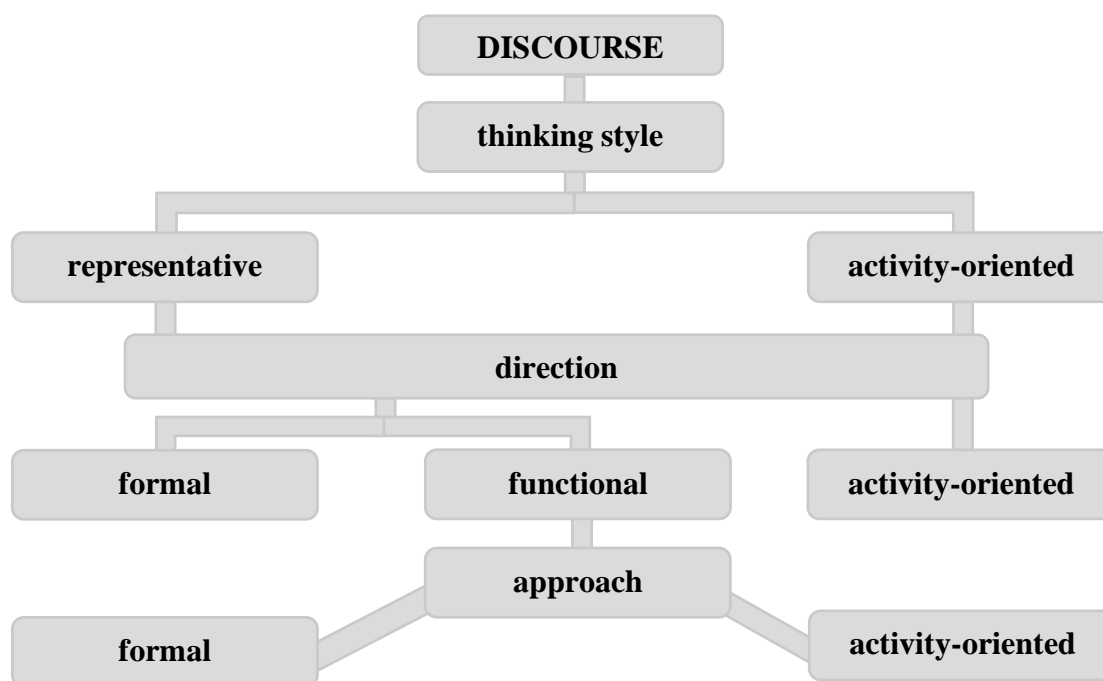 DISCOURSE
thinking style
representative
activity-oriented
direction
formal
functional
activity-oriented
approach
formal
activity-oriented